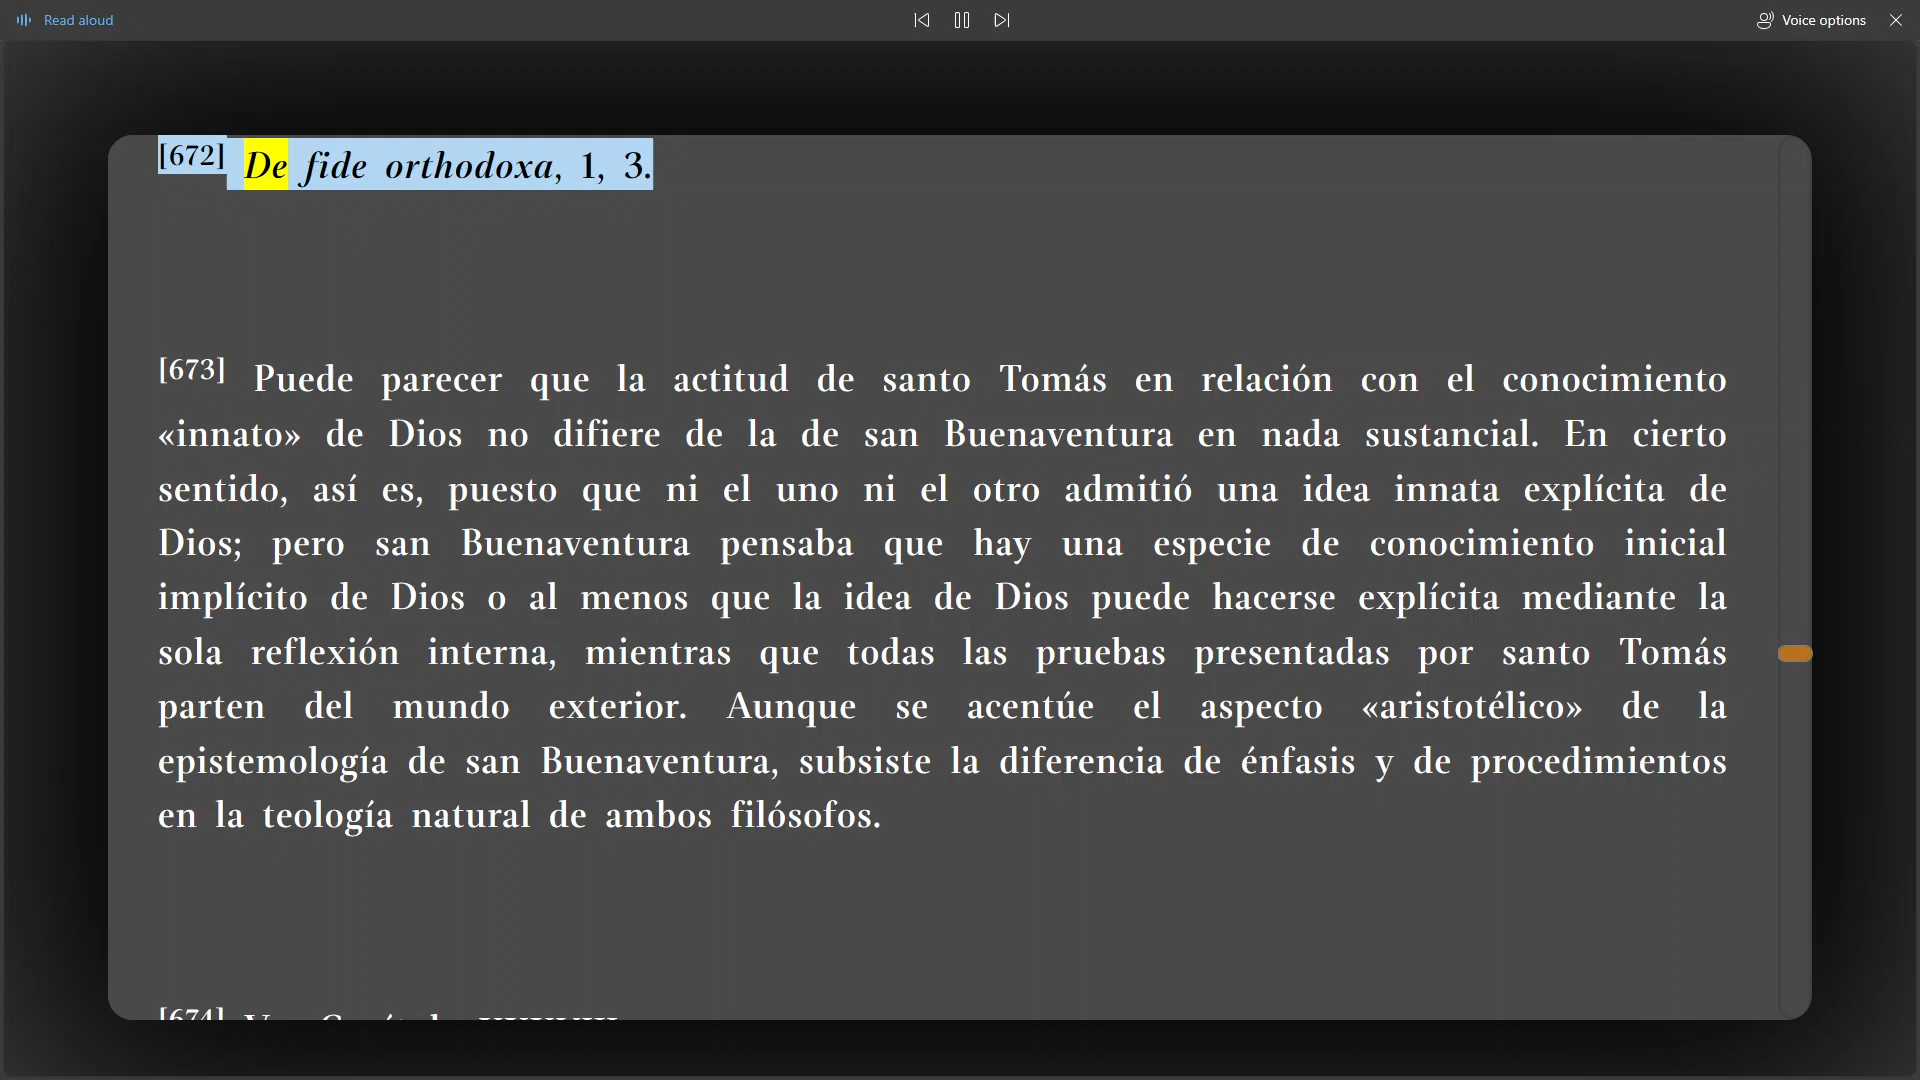 Read aloud
Voice options
[672] De fide orthodoxa, 1, 3.
[673] Puede parecer que la actitud de santo Tomás en relación con el conocimiento
«innato» de Dios no difiere de la de san Buenaventura en nada sustancial. En cierto
sentido, así es, puesto que ni el uno ni el otro admitió una idea innata explícita de
Dios; pero san Buenaventura pensaba que hay una especie de conocimiento inicial
implícito de Dios o al menos que la idea de Dios puede hacerse explícita mediante la
sola reflexión interna, mientras que todas las pruebas presentadas por santo Tomás
parten del mundo exterior. Aunque se acentúe el aspecto «aristotélico» de la
epistemología de san Buenaventura, subsiste la diferencia de énfasis y de procedimientos
en la teología natural de ambos filósofos.
[674]